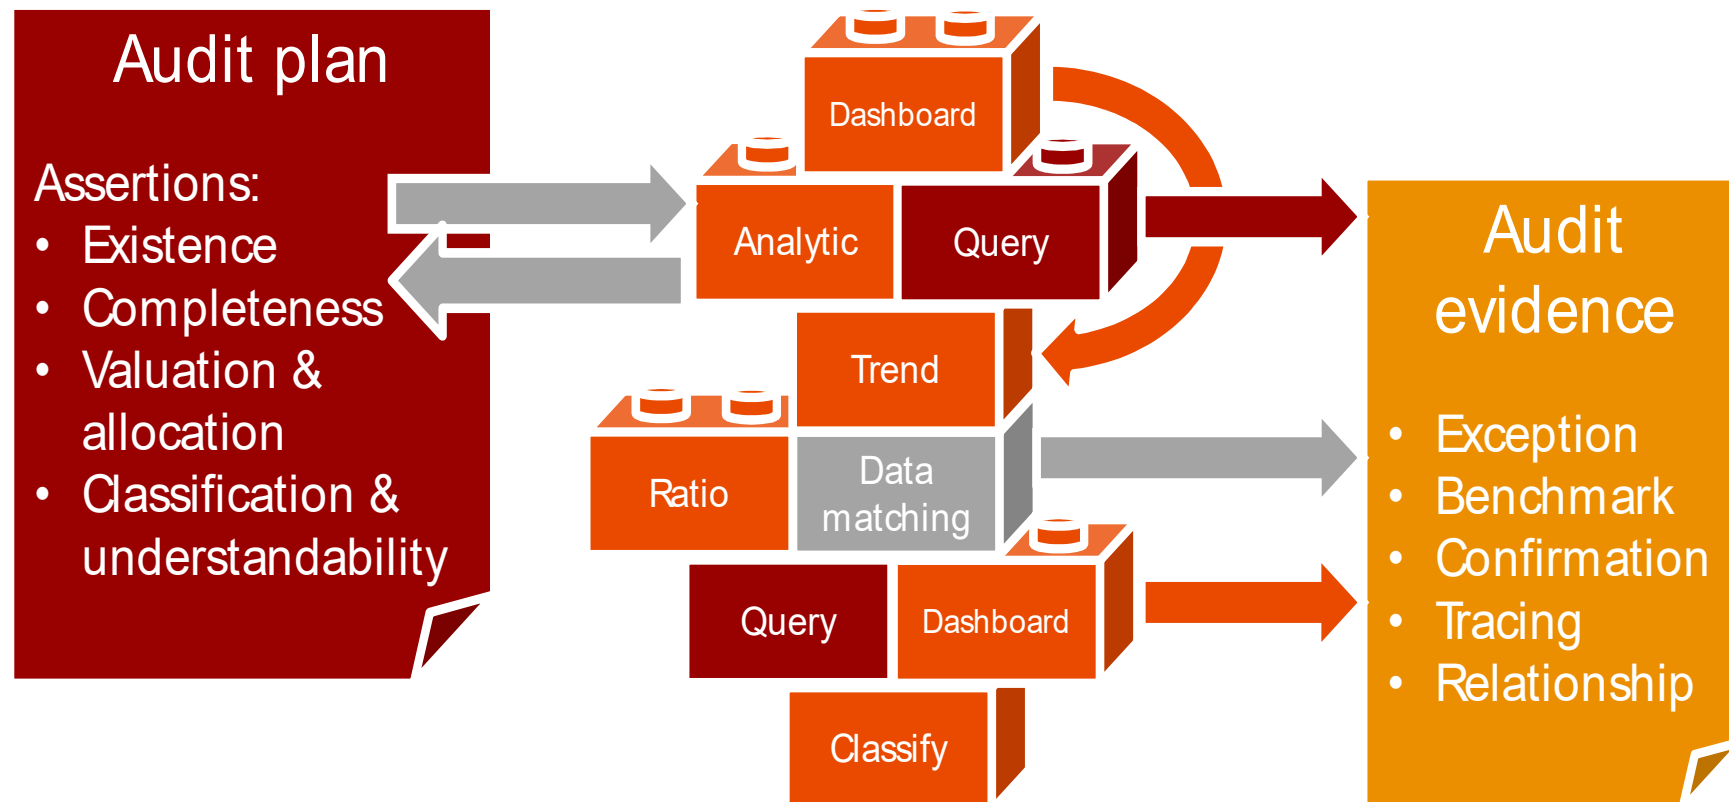 Audit plan
Assertions:
• Existence
• Completeness
• Valuation &
allocation
• Classification &
understandability
Dashboard
Analytic
Query
Trend
Ratio
Data
matching
Query
Dashboard
Classify
Audit
evidence
• Exception
• Benchmark
• Confirmation
• Tracing
• Relationship